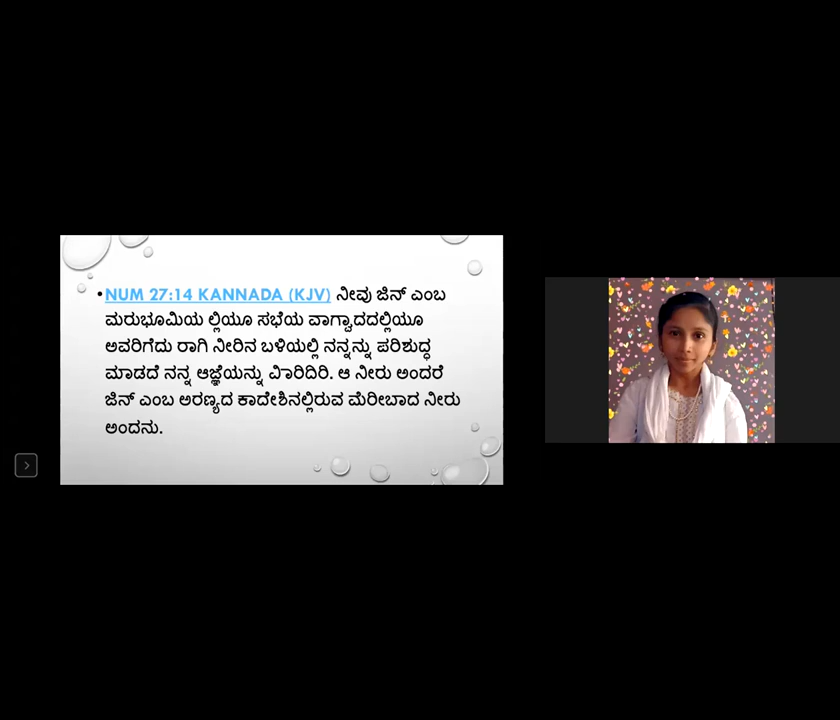 • NUM 27:14 KANNADA (KJV) ನೀವು ಜಿನ್ ಎಂಬ
ಮರುಭೂಮಿಯ ಲ್ಲಿಯೂ ಸಭೆಯ ವಾಗ್ವಾದದಲ್ಲಿಯೂ
ಅವರಿಗೆದು ರಾಗಿ ನೀರಿನ ಬಳಿಯಲ್ಲಿ ನನ್ನನ್ನು ಪರಿಶುದ್ಧ
ಮಾಡದೆ ನನ್ನ ಆಜ್ಞೆಯನ್ನು ವಿಾರಿದಿರಿ. ಆ ನೀರು ಅಂದರೆ
ಜಿನ್ ಎಂಬ ಅರಣ್ಯದ ಕಾದೇಶಿನಲ್ಲಿರುವ ಮೆರೀಬಾದ ನೀರು
ಅಂದನು.